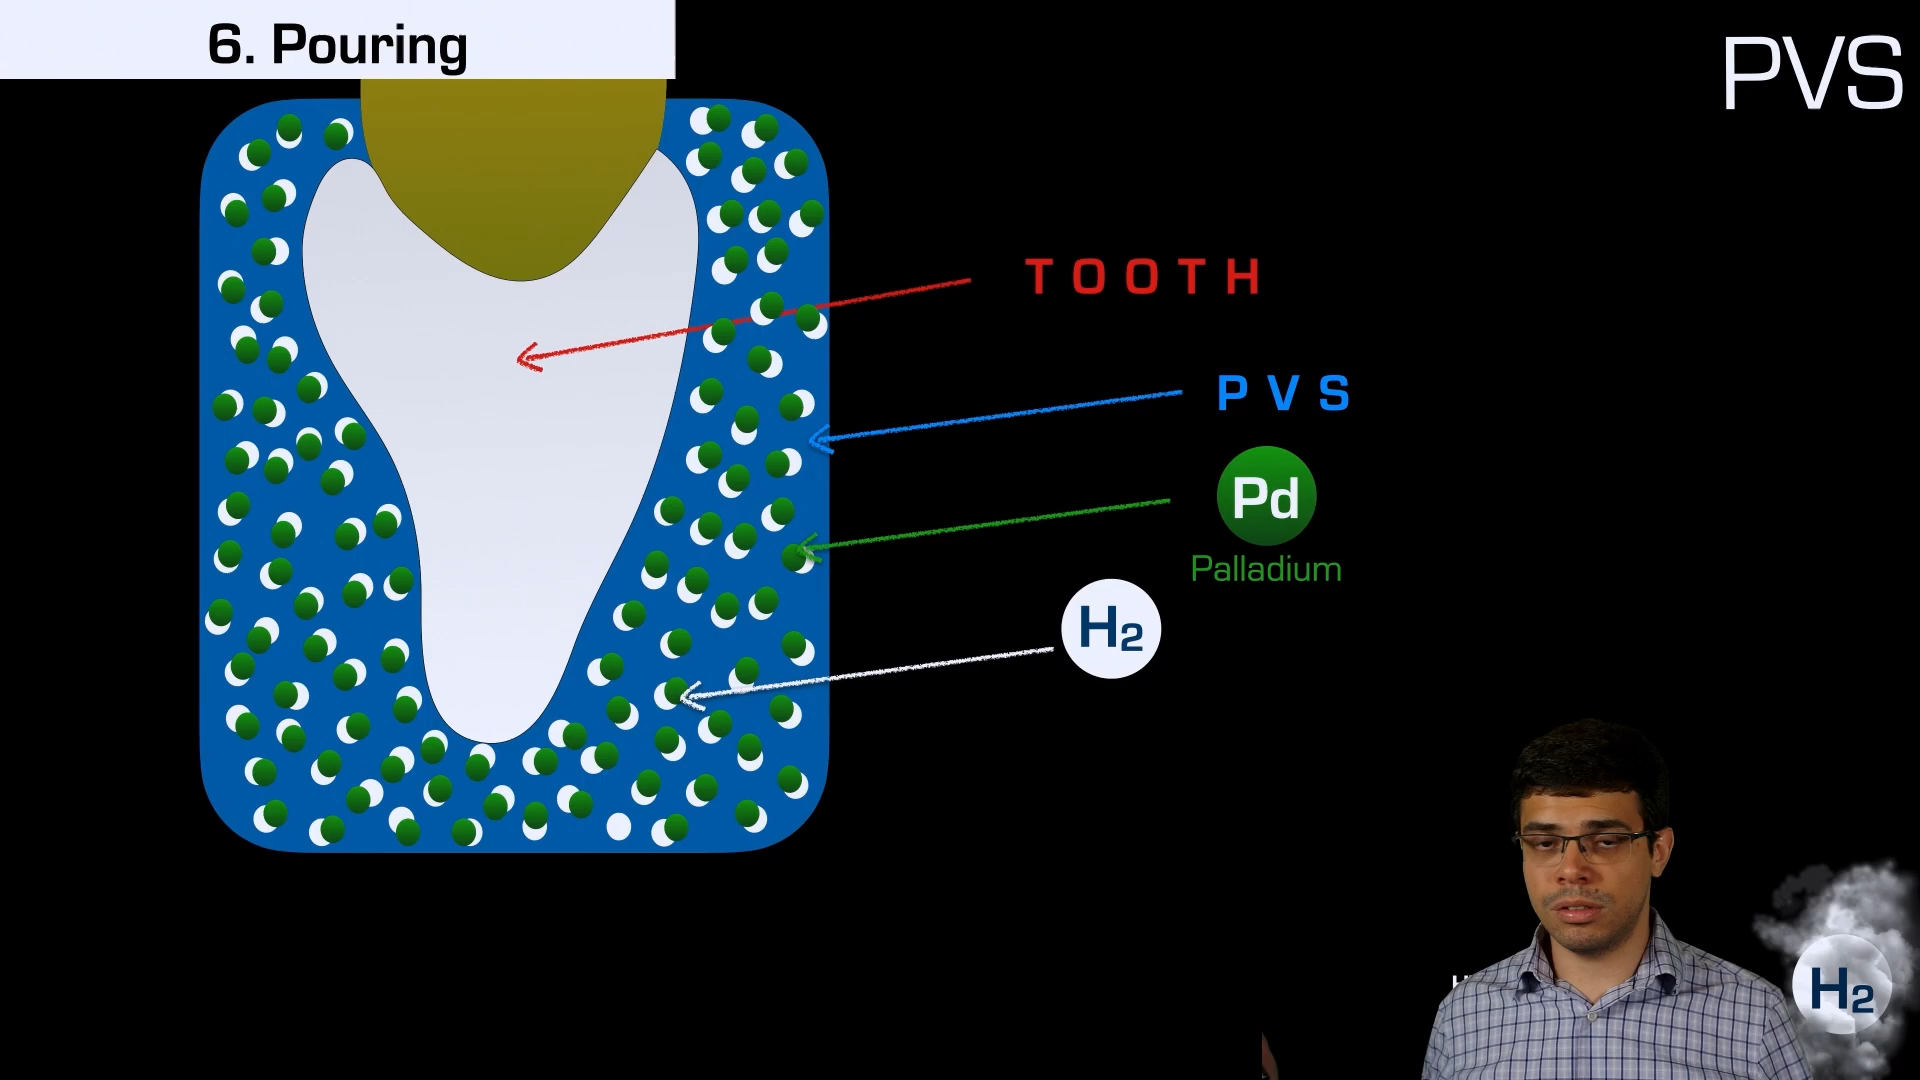 6. Pouring
PVS
TOOTH
PVS
Pd
Palladium
H₂
H₂